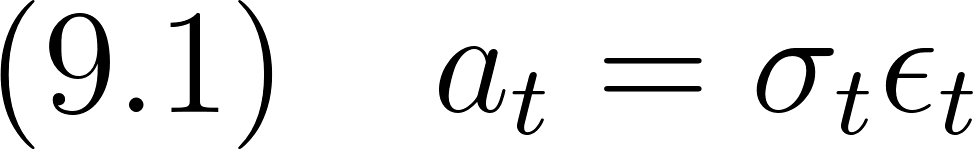 (9.1) a_t = σ_t ϵ_t